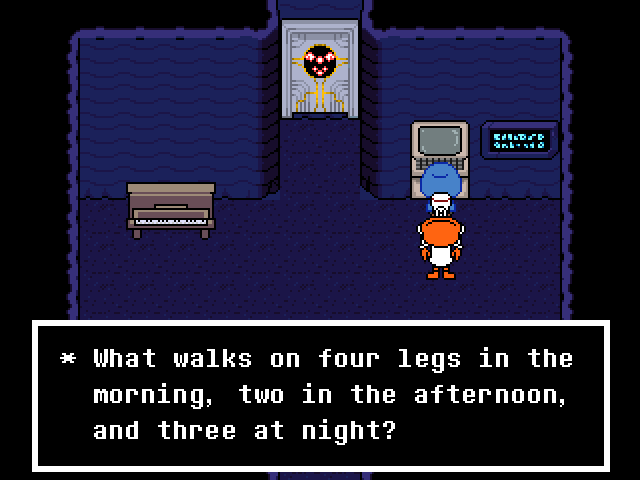 * What walks on four legs in the
morning, two in the afternoon,
and three at night?